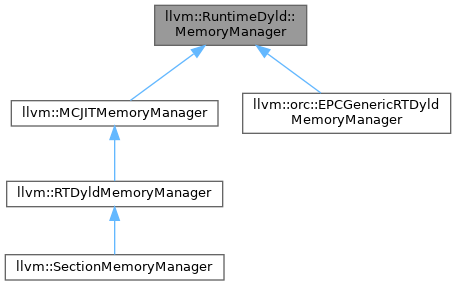 llvm::RuntimeDyld::
MemoryManager
llvm::MCJITMemoryManager
llvm::orc::EPCGenericRTDyld
MemoryManager
llvm::RTDyldMemoryManager
llvm::SectionMemoryManager